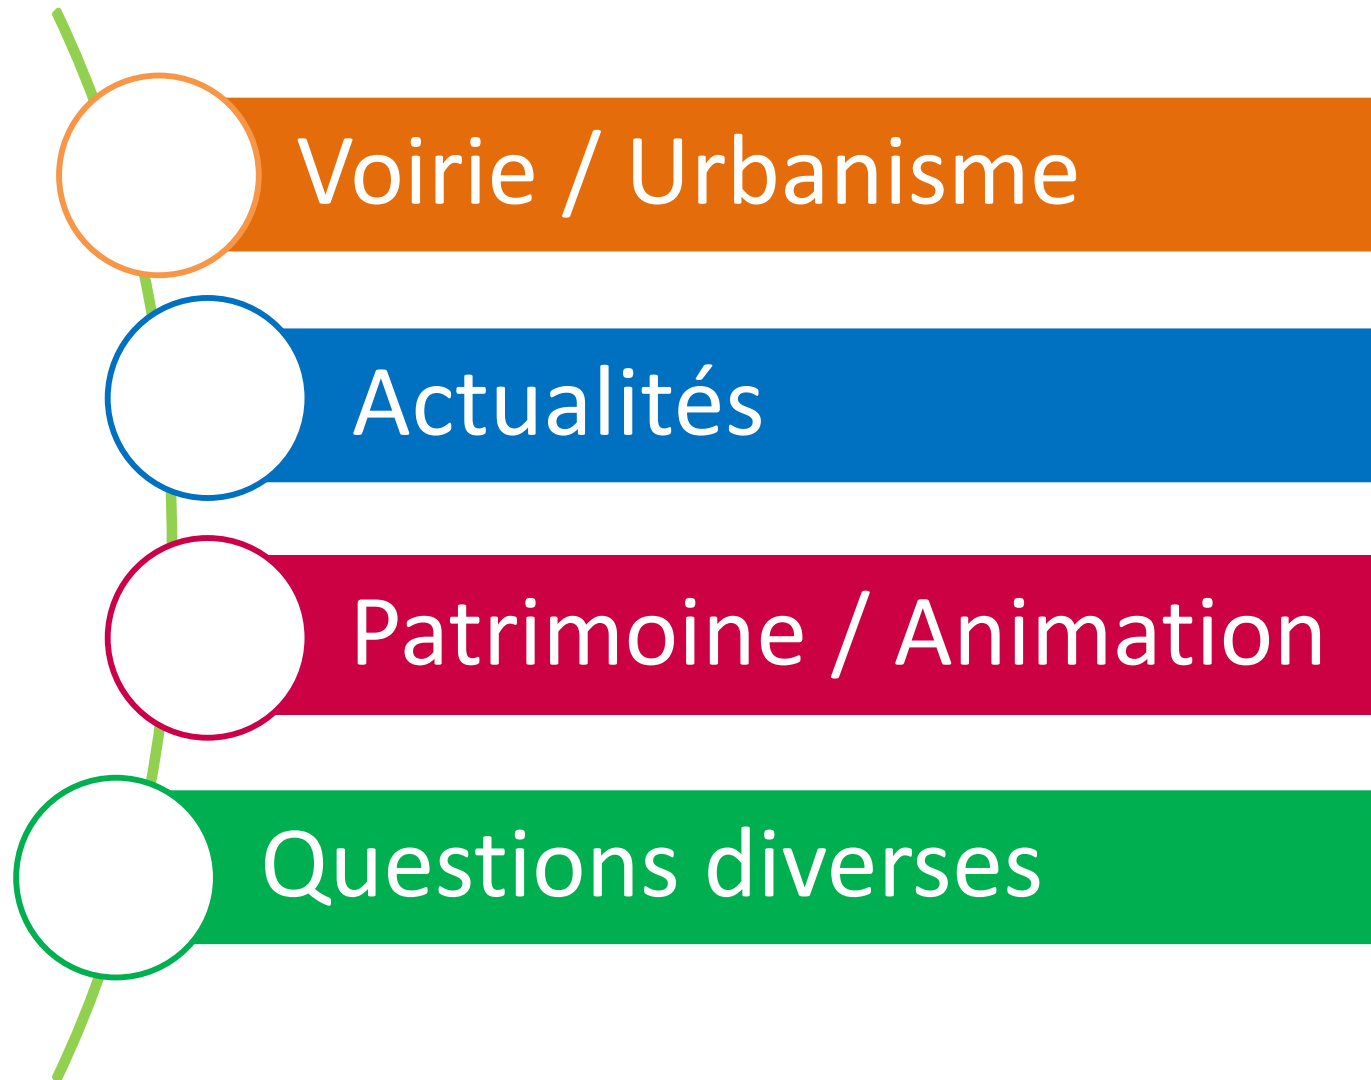 Voirie / Urbanisme
Actualités
Patrimoine / Animation
Questions diverses